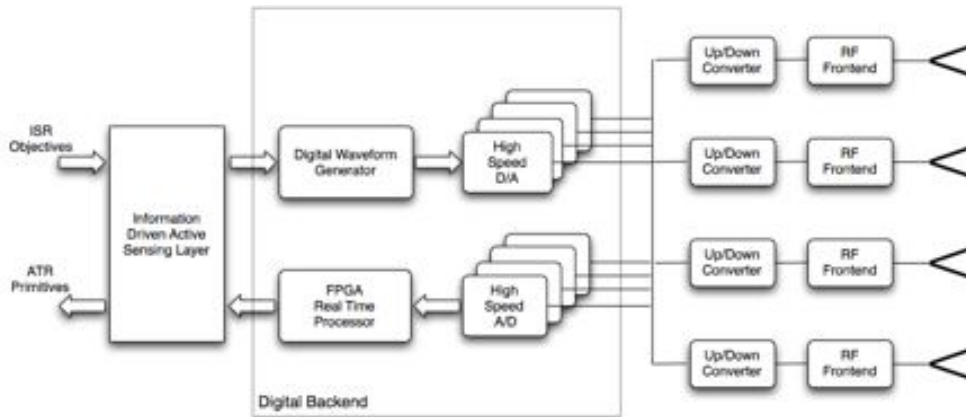 ISR
Objectives
ATR
Primitives
Information
Driven Active
Sensing Layer
Digital Waveform
Generator
High
Speed
D/A
FPGA
Real Time
Processor
High
Speed
A/D
Digital Backend
Up/Down
Converter
RF
Frontend
Up/Down
Converter
RF
Frontend
Up/Down
Converter
RF
Frontend
Up/Down
Converter
RF
Frontend